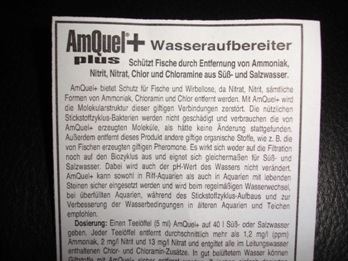 AmQuel+ Wasseraufbereiter
plus
Schützt Fische durch Entfernung von Ammoniak,
Nitrit, Nitrat, Chlor und Chloramine aus Süß- und Salzwasser.
AmQuel+ bietet Schutz für Fische und Wirbellose, da Nitrat, Nitrit, sämtliche
Formen von Ammoniak, Chloramin und Chlor entfernt werden. Mit AmQuel+ wird
die Molekularstruktur dieser giftigen Verbindungen zerstört. Die nützlichen
Stickstoffzyklus-Bakterien werden nicht geschädigt und verbrauchen die von
AmQuel+ erzeugten Moleküle, als hätte keine Änderung stattgefunden.
Außerdem entfernt dieses Produkt andere giftige organische Stoffe, wie z. B. die
von Fischen erzeugten giftigen Pheromone. Es wirkt sich weder auf die Filtration
noch auf den Biozyklus aus und eignet sich gleichermaßen für Süß- und
Salzwasser. Dabei wird auch der pH-Wert des Wassers nicht verändert.
AmQuel+ kann sowohl in Riff-Aquarien als auch in Aquarien mit lebenden
Steinen sicher eingesetzt werden und wird beim regelmäßigen Wasserwechsel,
bei überfüllten Aquarien, während des Stickstoffzyklus-Aufbaus und zur
Verbesserung der Wasserbedingungen in älteren Aquarien und Teichen
empfohlen.
Dosierung: Einen Teelöffel (5 ml) AmQuel+ auf 40 l Süß- oder Salzwasser
geben. Jeder Teelöffel entfernt durchschnittlich mehr als 1,2 mg/l (ppm)
Ammoniak, 2 mg/l Nitrit und 13 mg/l Nitrat und entgiftet alle im Leitungswasser
enthaltenen Chlor- und Chloramin-Zusätze. In gut belüftetem Wasser können